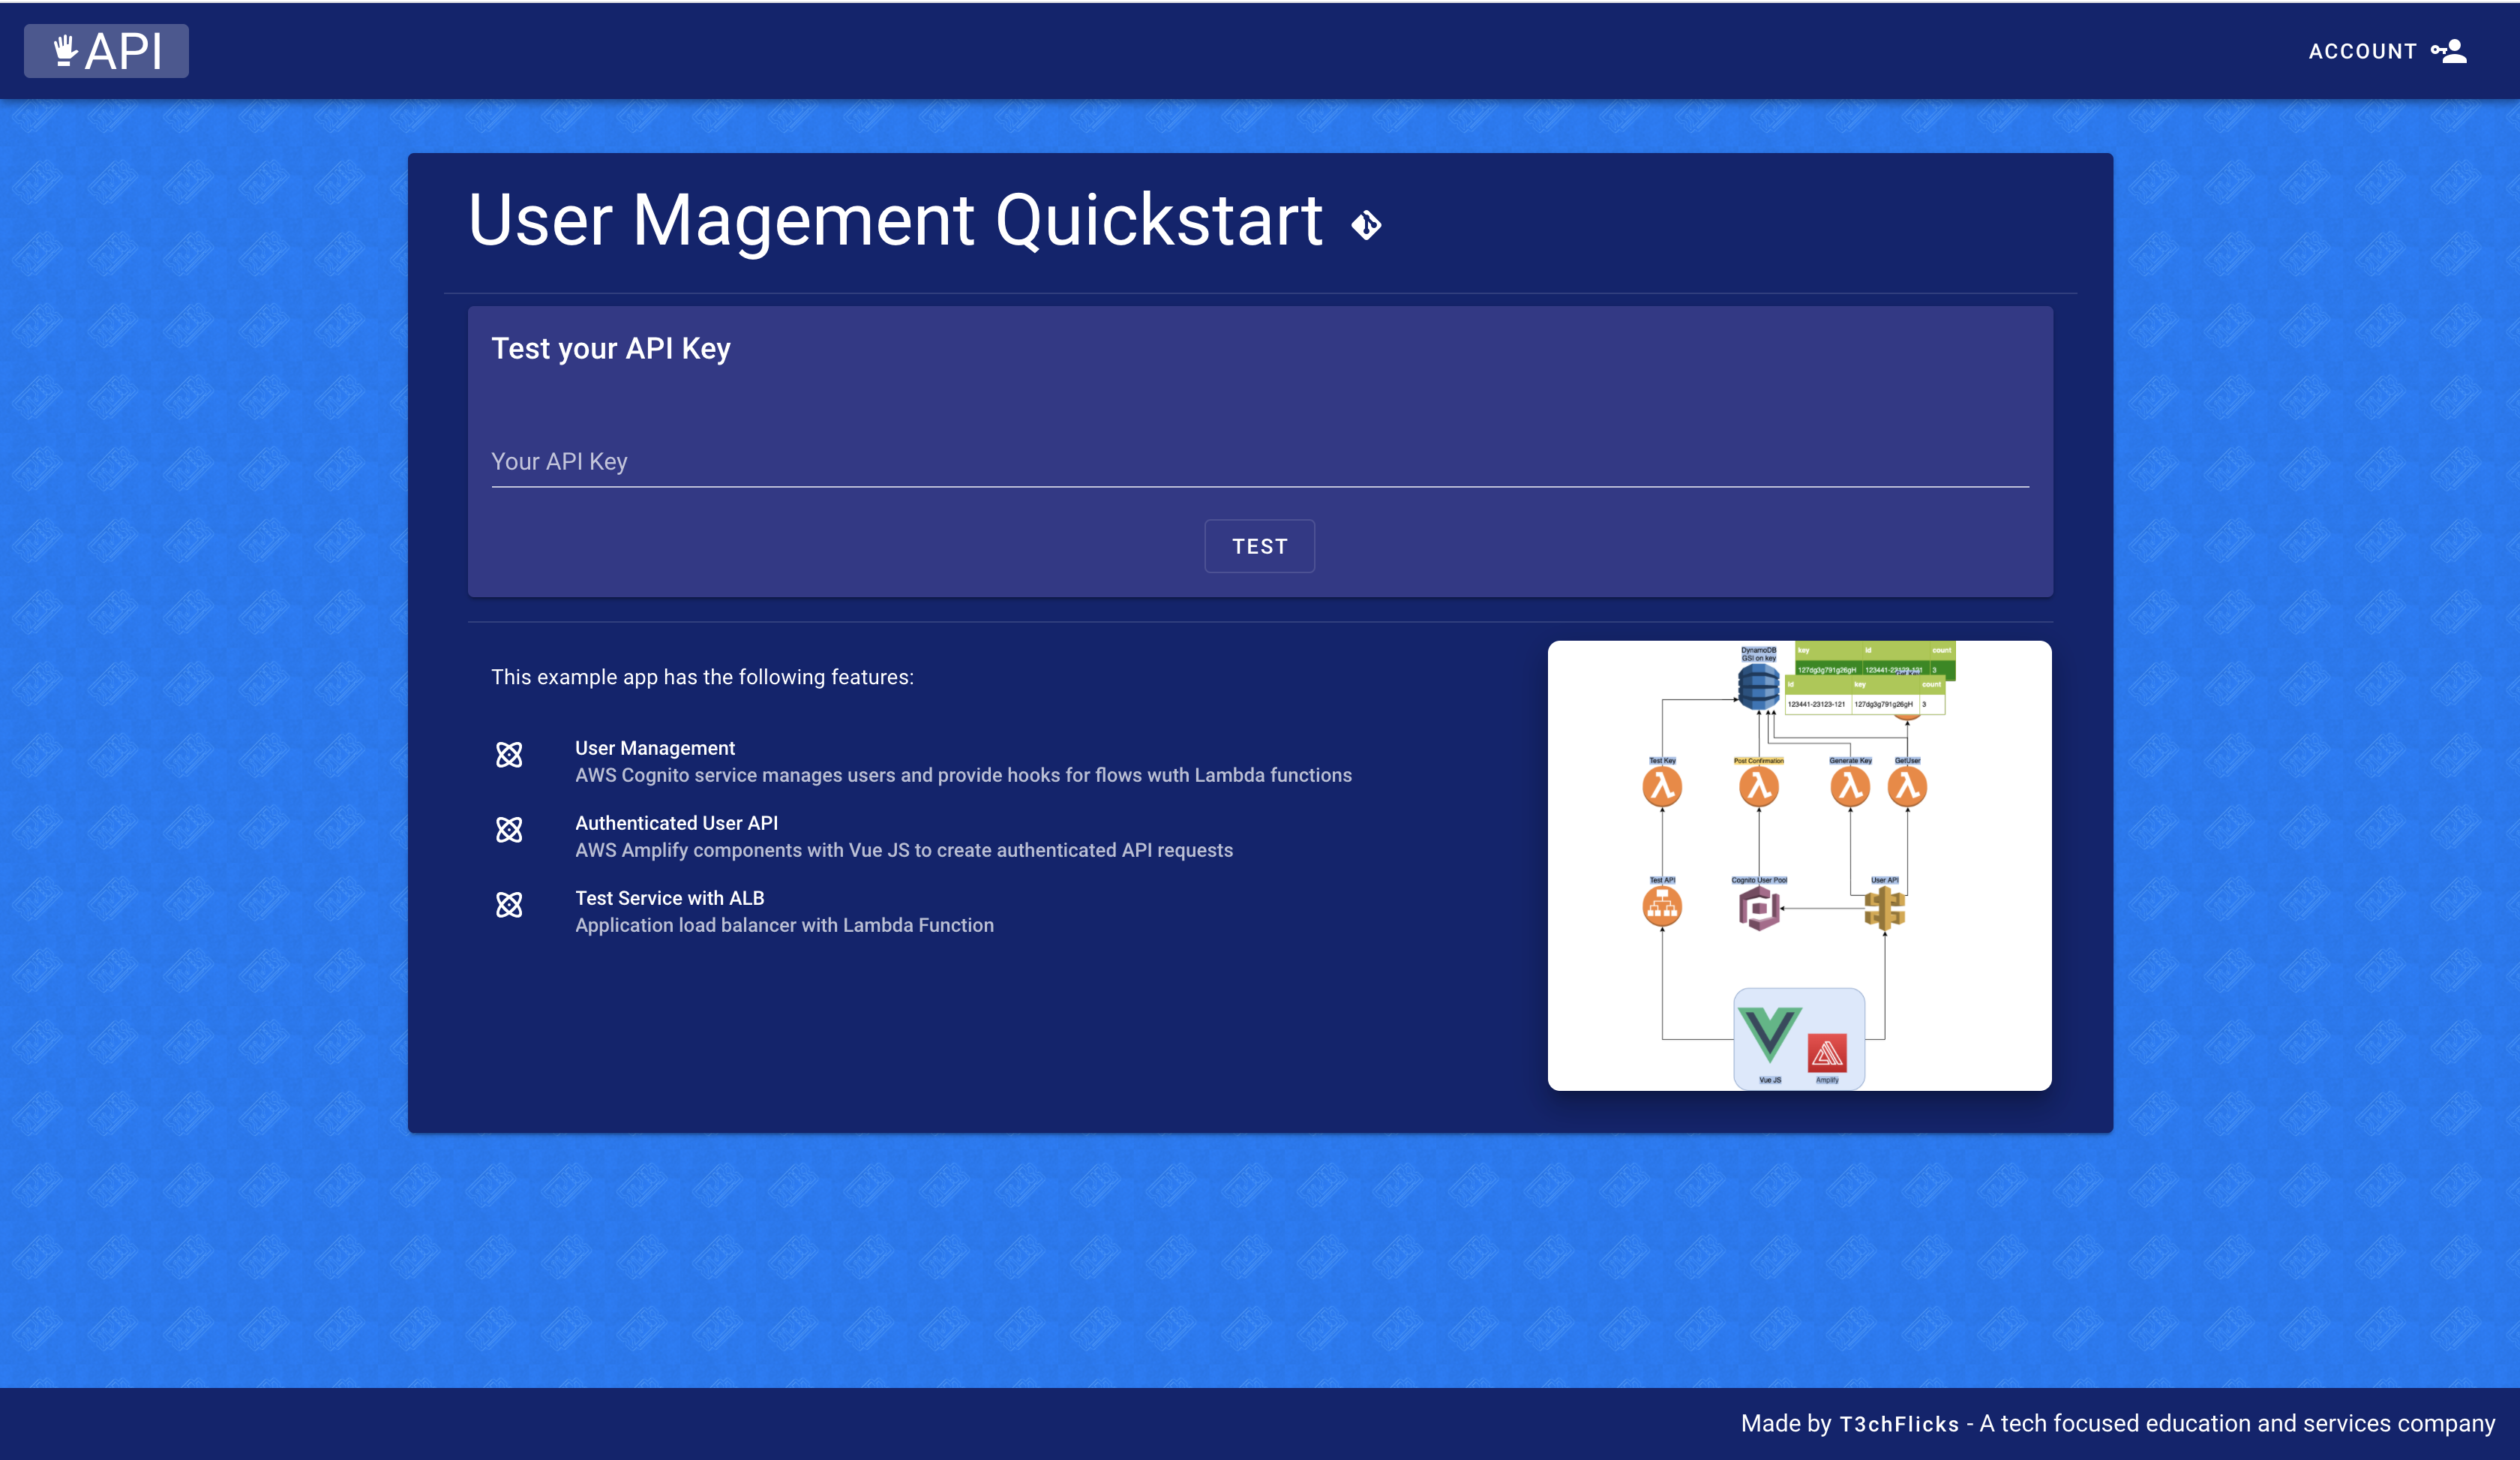 API
ACCOUNT
User Magement Quickstart
Test your API Key
Your API Key
TEST
This example app has the following features:
User Management
AWS Cognito service manages users and provide hooks for flows wuth Lambda functions
Authenticated User API
AWS Amplify components with Vue JS to create authenticated API requests
Test Service with ALB
Application load balancer with Lambda Function
DynamoDB
GSI on key
key id count
127dg3g791g26gH 3
id key count
123441-23123-121 127dg3g791g26gH 3
Test Key Post Confirmation Generate Key GetUser
Test API Cognito User Pool User API
Vue JS Amplify
Made by T3chFlicks - A tech focused education and services company